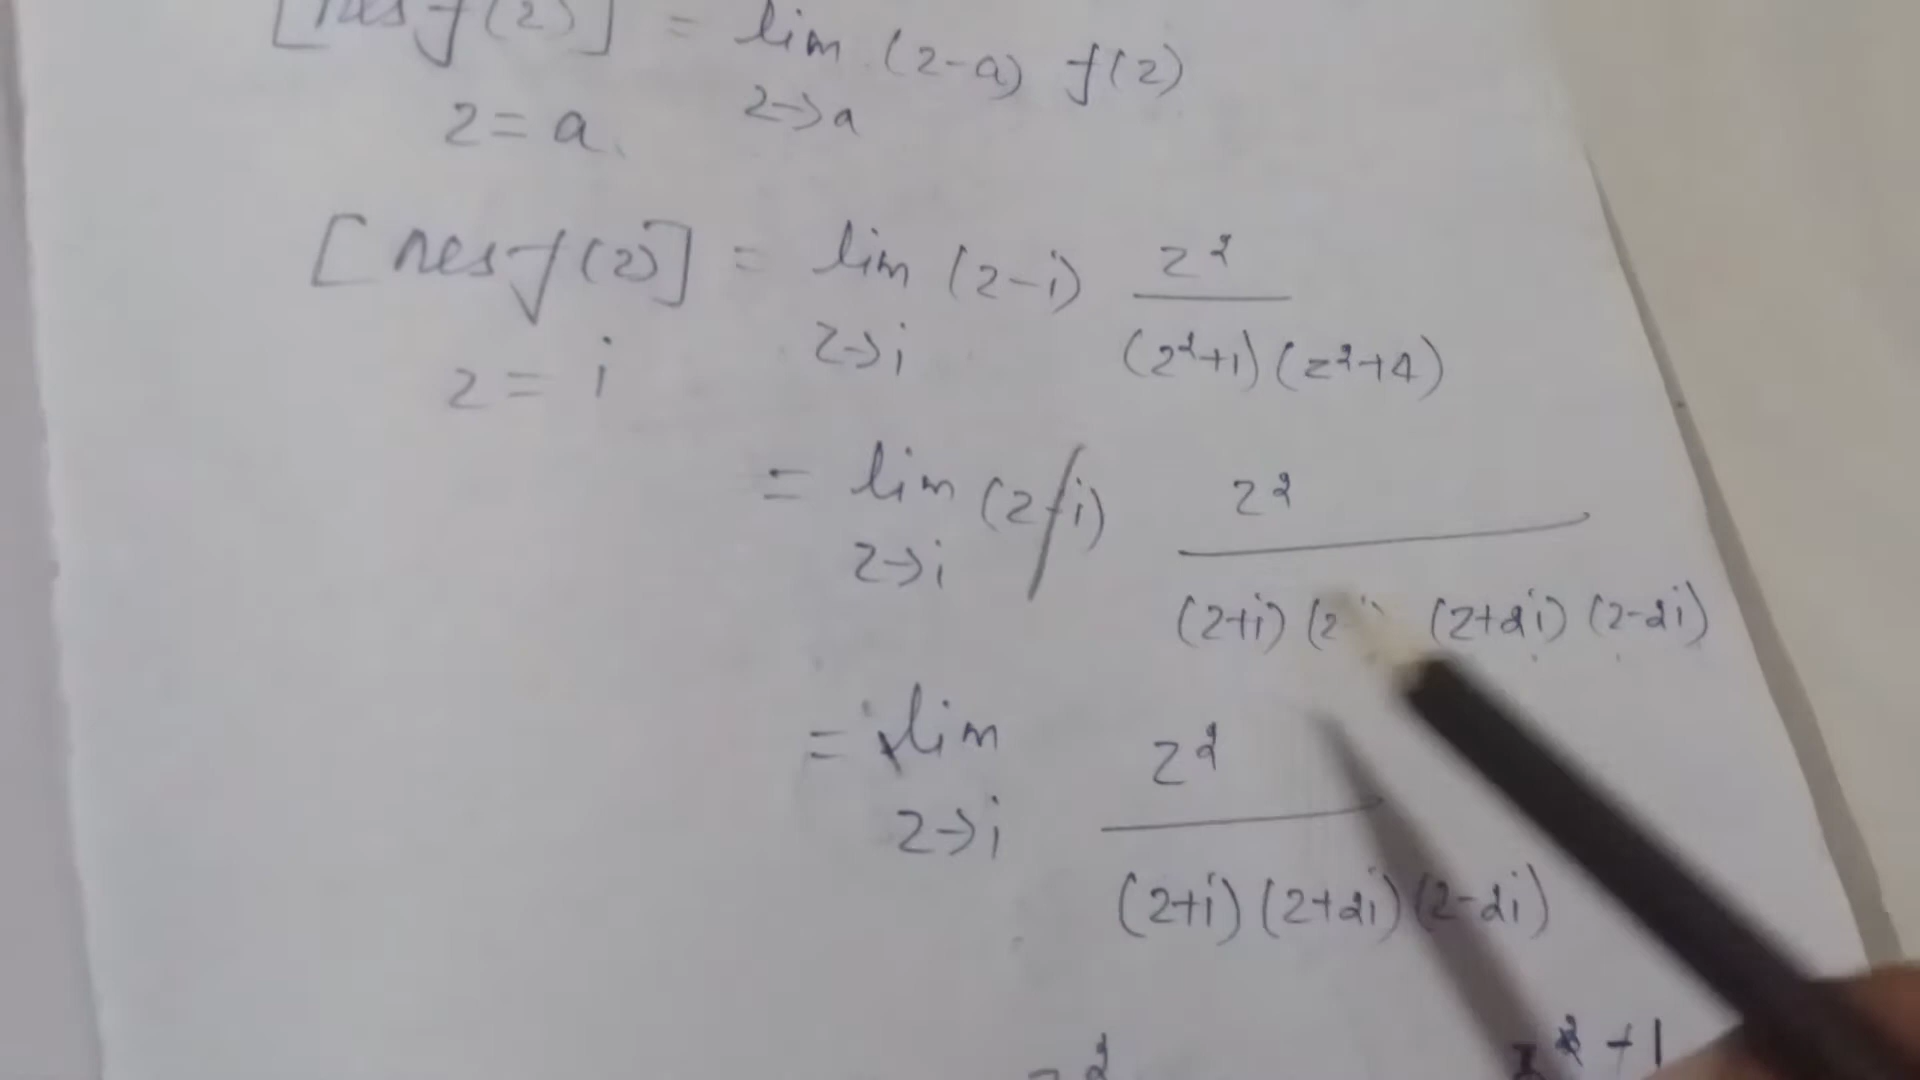 [Res f(z)] = lim (z-a) f(z)
z=a z→a
[Res f(z)] = lim (z-i) z²
z=i z→i (z²+1)(z²+4)
= lim (z-i) z²
z→i (z+i)(z (z+2i)(z-2i)
= lim z²
z→i (z+i)(z+2i)(z-2i)